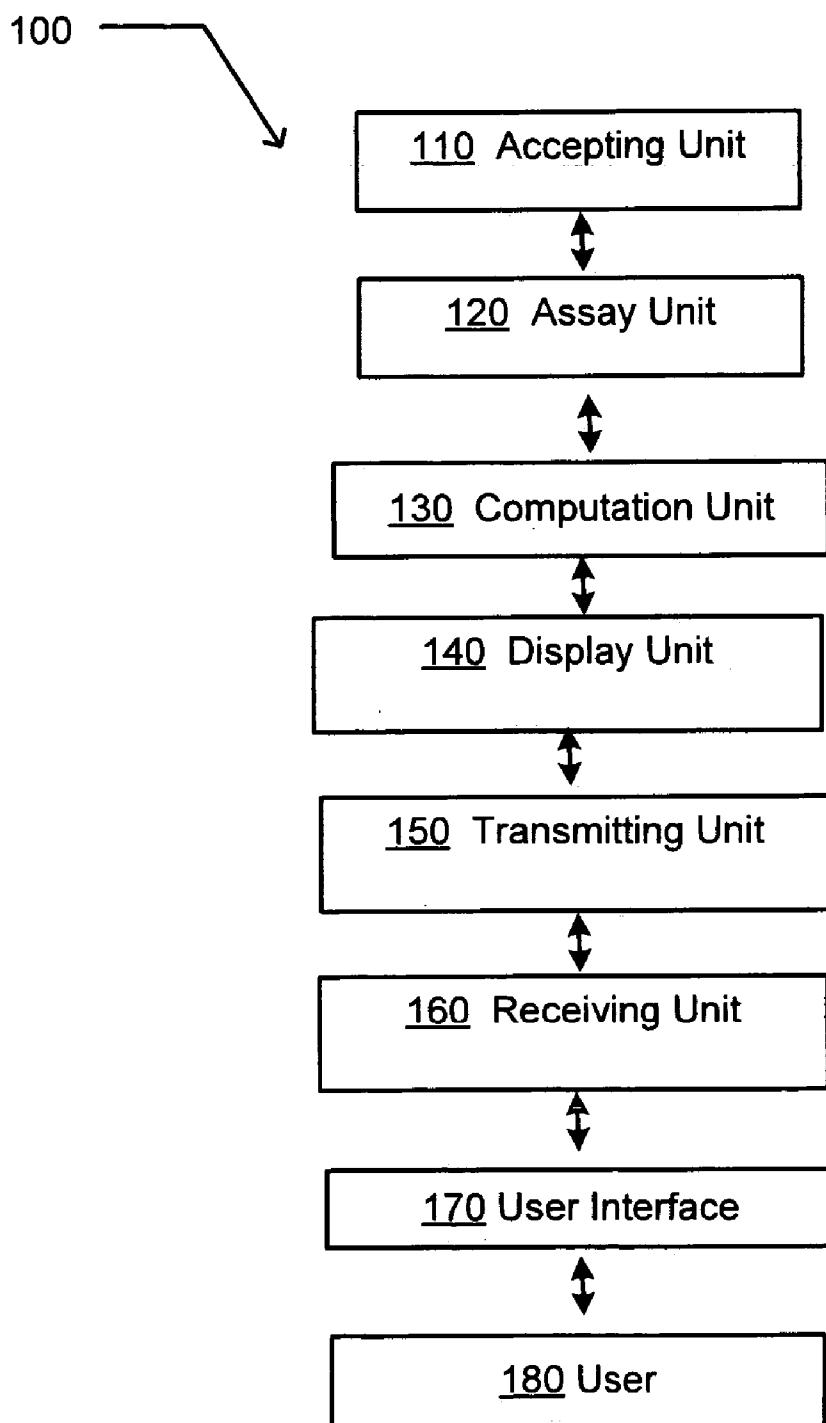 100
110 Accepting Unit
120 Assay Unit
130 Computation Unit
140 Display Unit
150 Transmitting Unit
160 Receiving Unit
170 User Interface
180 User